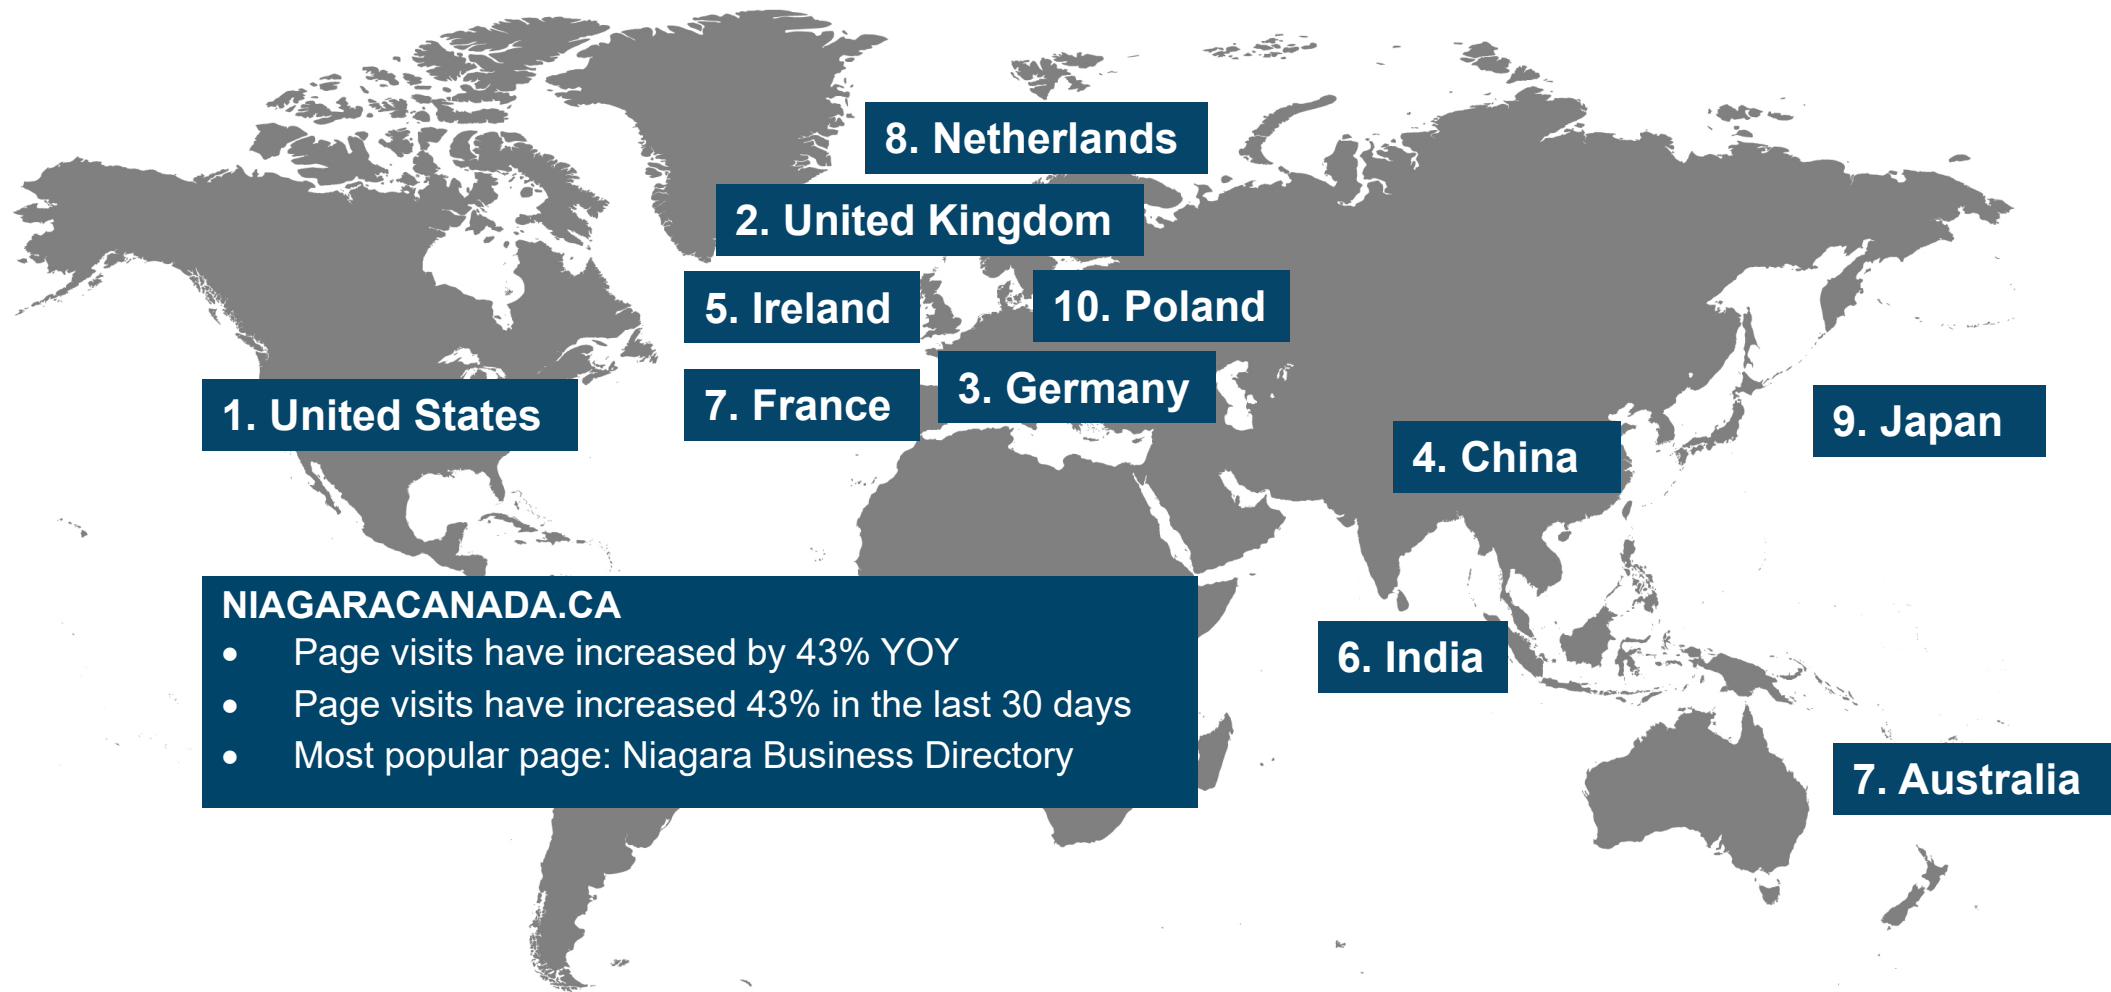 8. Netherlands
2. United Kingdom
5. Ireland
10. Poland
7. France
3. Germany
1. United States
9. Japan
4. China
NIAGARACANADA.CA
• Page visits have increased by 43% YOY
• Page visits have increased 43% in the last 30 days
• Most popular page: Niagara Business Directory
6. India
7. Australia